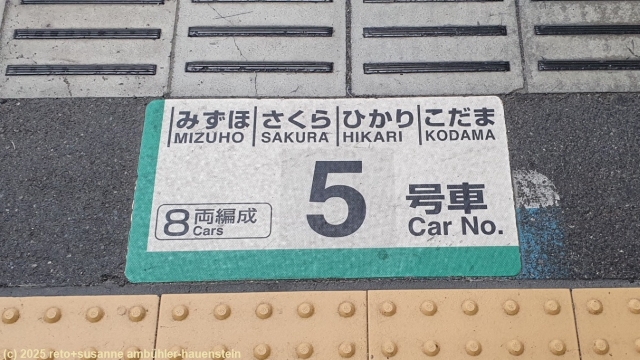 みずほ さくら ひかり こだま
MIZUHO SAKURA HIKARI KODAMA
5 号車
Car No.
8 両編成
Cars
(c) 2025 reto+susanne ambühler-hauenstein